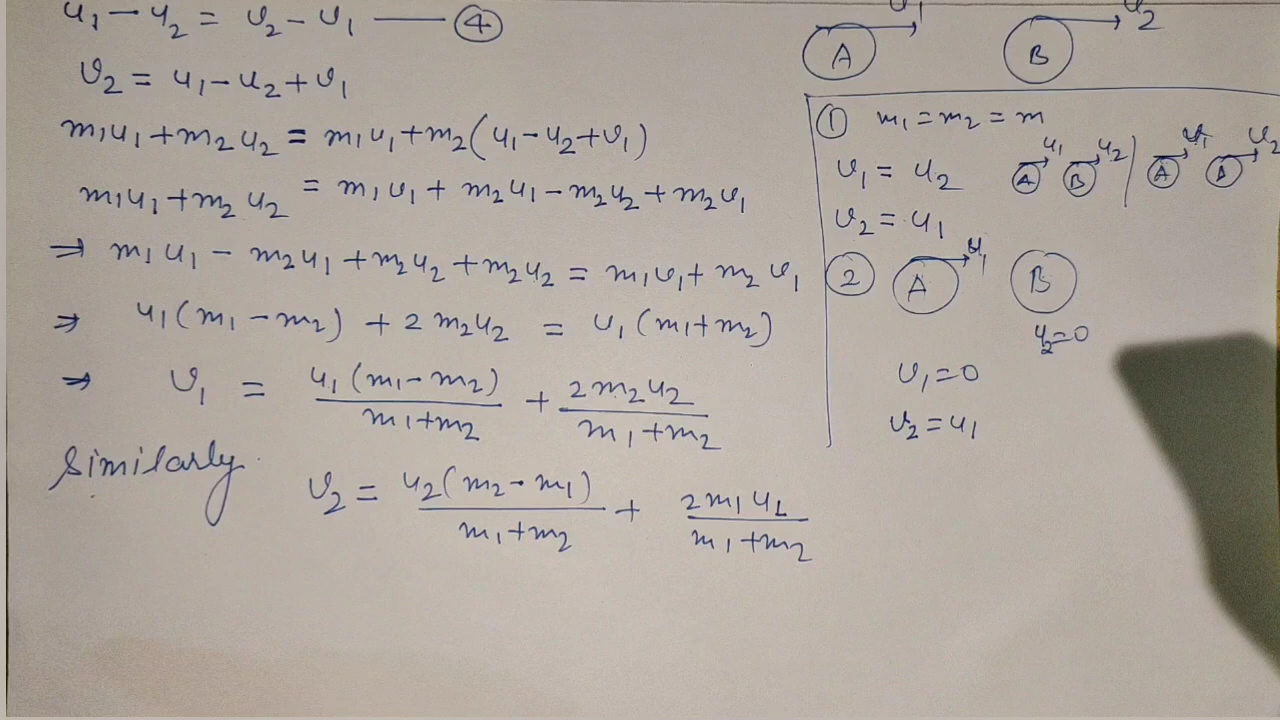 u₁ - u₂ = v₂ - v₁ —— ④
v₂ = u₁ - u₂ + v₁
m₁u₁ + m₂u₂ = m₁v₁ + m₂(u₁ - u₂ + v₁)
m₁u₁ + m₂u₂ = m₁v₁ + m₂u₁ - m₂u₂ + m₂v₁
⇒ m₁u₁ - m₂u₁ + m₂u₂ + m₂u₂ = m₁v₁ + m₂v₁
⇒ u₁(m₁ - m₂) + 2m₂u₂ = v₁(m₁ + m₂)
⇒ v₁ = u₁(m₁ - m₂)/(m₁ + m₂) + 2m₂u₂/(m₁ + m₂)
Similarly
v₂ = u₂(m₂ - m₁)/(m₁ + m₂) + 2m₁u₁/(m₁ + m₂)
A B v₂
① m₁ = m₂ = m
v₁ = u₂
A u₁ B u₂ / A v₁ v₂
v₂ = u₁
② A u₁ B
u₂ = 0
v₁ = 0
v₂ = u₁